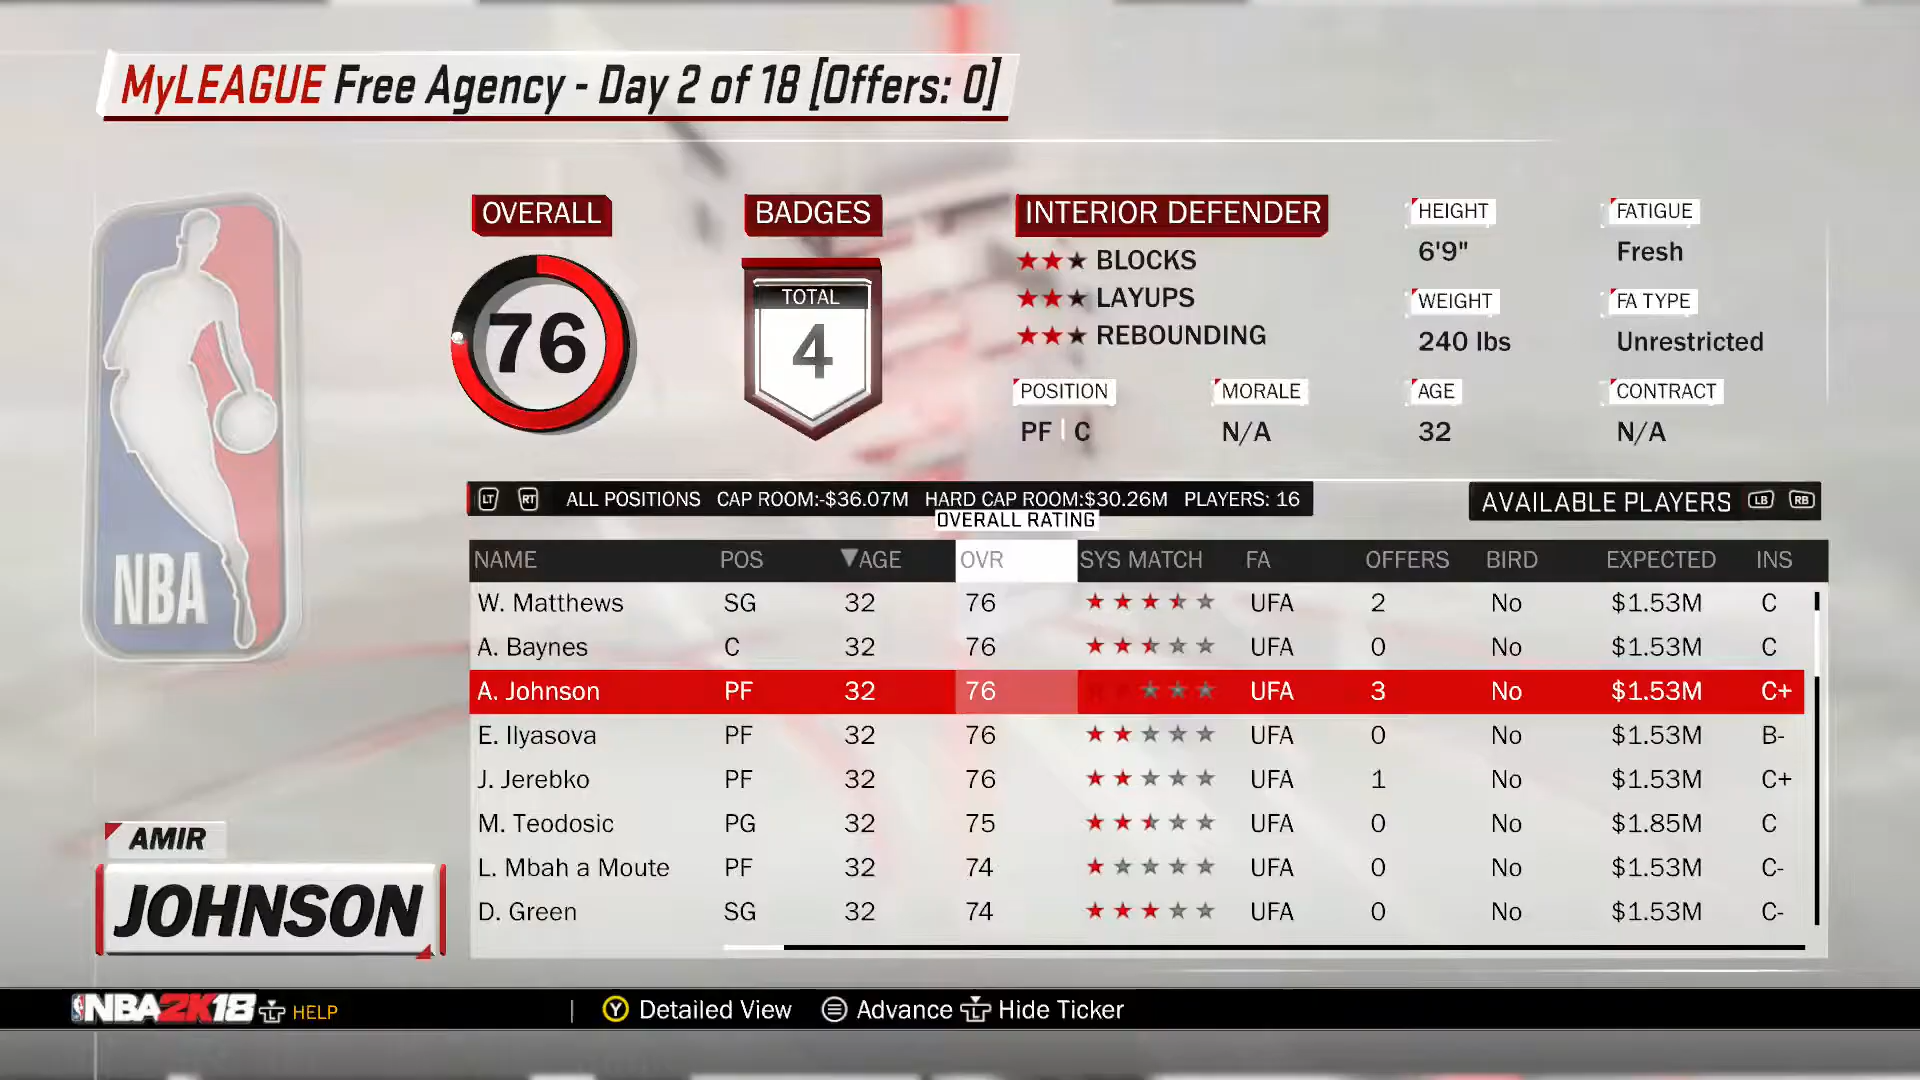 MyLEAGUE Free Agency - Day 2 of 18 [Offers: 0]
OVERALL
76
BADGES
TOTAL
4
INTERIOR DEFENDER
BLOCKS
LAYUPS
REBOUNDING
POSITION
PF C
MORALE
N/A
HEIGHT
6'9"
WEIGHT
240 lbs
AGE
32
FATIGUE
Fresh
FA TYPE
Unrestricted
CONTRACT
N/A
NBA
AMIR
JOHNSON
LT RT ALL POSITIONS CAP ROOM:-$36.07M HARD CAP ROOM:$30.26M PLAYERS: 16
AVAILABLE PLAYERS LB RB
OVERALL RATING
NAME POS AGE OVR SYS MATCH FA OFFERS BIRD EXPECTED INS
W. Matthews SG 32 76 UFA 2 No $1.53M C
A. Baynes C 32 76 UFA 0 No $1.53M C
A. Johnson PF 32 76 UFA 3 No $1.53M C+
E. Ilyasova PF 32 76 UFA 0 No $1.53M B-
J. Jerebko PF 32 76 UFA 1 No $1.53M C+
M. Teodosic PG 32 75 UFA 0 No $1.85M C
L. Mbah a Moute PF 32 74 UFA 0 No $1.53M C-
D. Green SG 32 74 UFA 0 No $1.53M C-
NBA2K18 L HELP | Y Detailed View Advance L Hide Ticker